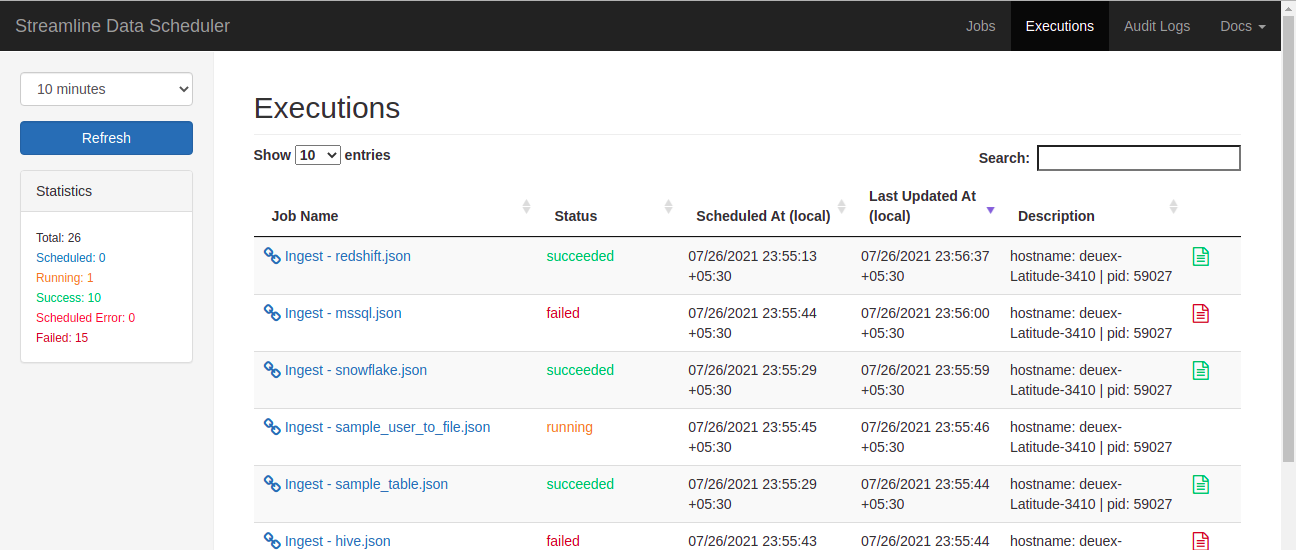 Streamline Data Scheduler Jobs Executions Audit Logs Docs
10 minutes
Refresh
Statistics
Total: 26
Scheduled: 0
Running: 1
Success: 10
Scheduled Error: 0
Failed: 15
Executions
Show 10 entries Search:
Job Name Status Scheduled At (local) Last Updated At (local) Description
Ingest - redshift.json succeeded 07/26/2021 23:55:13 07/26/2021 23:56:37 hostname: deuex-
+05:30 +05:30 Latitude-3410 | pid: 59027
Ingest - mssql.json failed 07/26/2021 23:55:44 07/26/2021 23:56:00 hostname: deuex-
+05:30 +05:30 Latitude-3410 | pid: 59027
Ingest - snowflake.json succeeded 07/26/2021 23:55:29 07/26/2021 23:55:59 hostname: deuex-
+05:30 +05:30 Latitude-3410 | pid: 59027
Ingest - sample_user_to_file.json running 07/26/2021 23:55:45 07/26/2021 23:55:46 hostname: deuex-
+05:30 +05:30 Latitude-3410 | pid: 59027
Ingest - sample_table.json succeeded 07/26/2021 23:55:29 07/26/2021 23:55:44 hostname: deuex-
+05:30 +05:30 Latitude-3410 | pid: 59027
Ingest - hive.json failed 07/26/2021 23:55:43 07/26/2021 23:55:44 hostname: deuex-